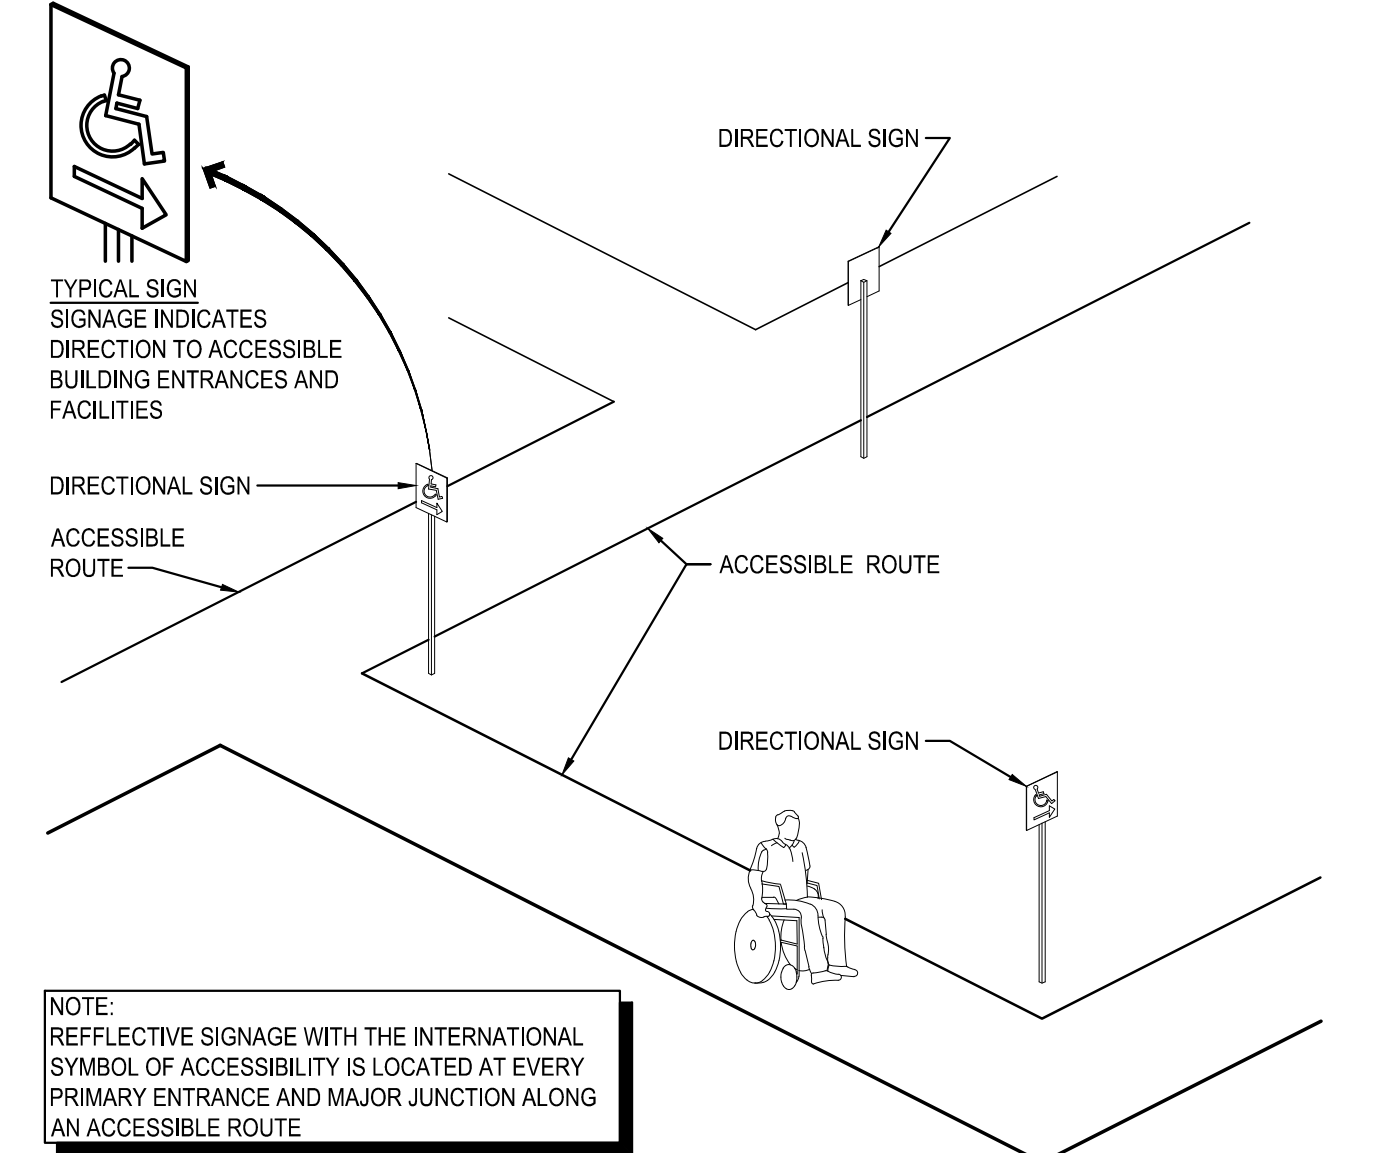 DIRECTIONAL SIGN
TYPICAL SIGN
SIGNAGE INDICATES
DIRECTION TO ACCESSIBLE
BUILDING ENTRANCES AND
FACILITIES
DIRECTIONAL SIGN
ACCESSIBLE
ROUTE
ACCESSIBLE ROUTE
DIRECTIONAL SIGN
NOTE:
REFFLECTIVE SIGNAGE WITH THE INTERNATIONAL
SYMBOL OF ACCESSIBILITY IS LOCATED AT EVERY
PRIMARY ENTRANCE AND MAJOR JUNCTION ALONG
AN ACCESSIBLE ROUTE